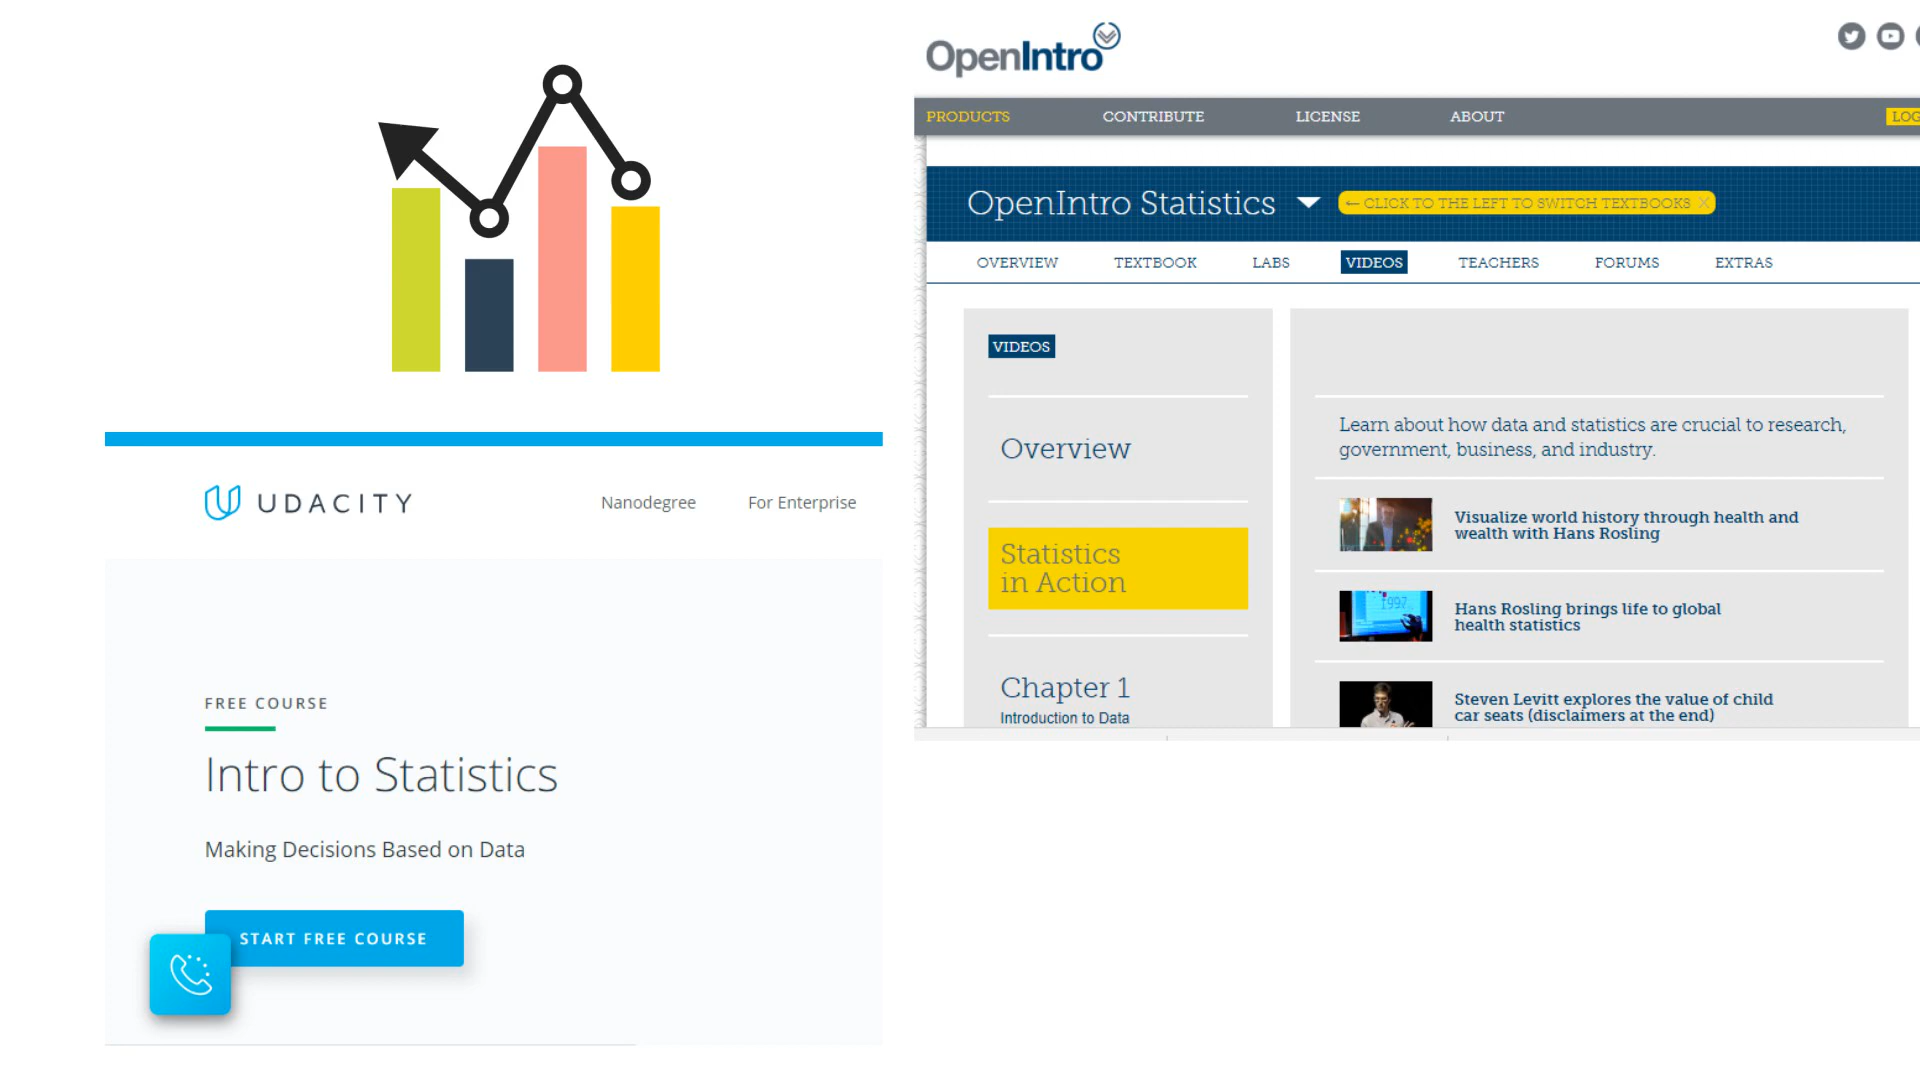 UDACITY
Nanodegree
For Enterprise
FREE COURSE
Intro to Statistics
Making Decisions Based on Data
START FREE COURSE
OpenIntro
PRODUCTS
CONTRIBUTE
LICENSE
ABOUT
LOG
OpenIntro Statistics
← CLICK TO THE LEFT TO SWITCH TEXTBOOKS ×
OVERVIEW
TEXTBOOK
LABS
VIDEOS
TEACHERS
FORUMS
EXTRAS
VIDEOS
Overview
Statistics
in Action
Chapter 1
Introduction to Data
Learn about how data and statistics are crucial to research,
government, business, and industry.
Visualize world history through health and
wealth with Hans Rosling
1997
Hans Rosling brings life to global
health statistics
Steven Levitt explores the value of child
car seats (disclaimers at the end)